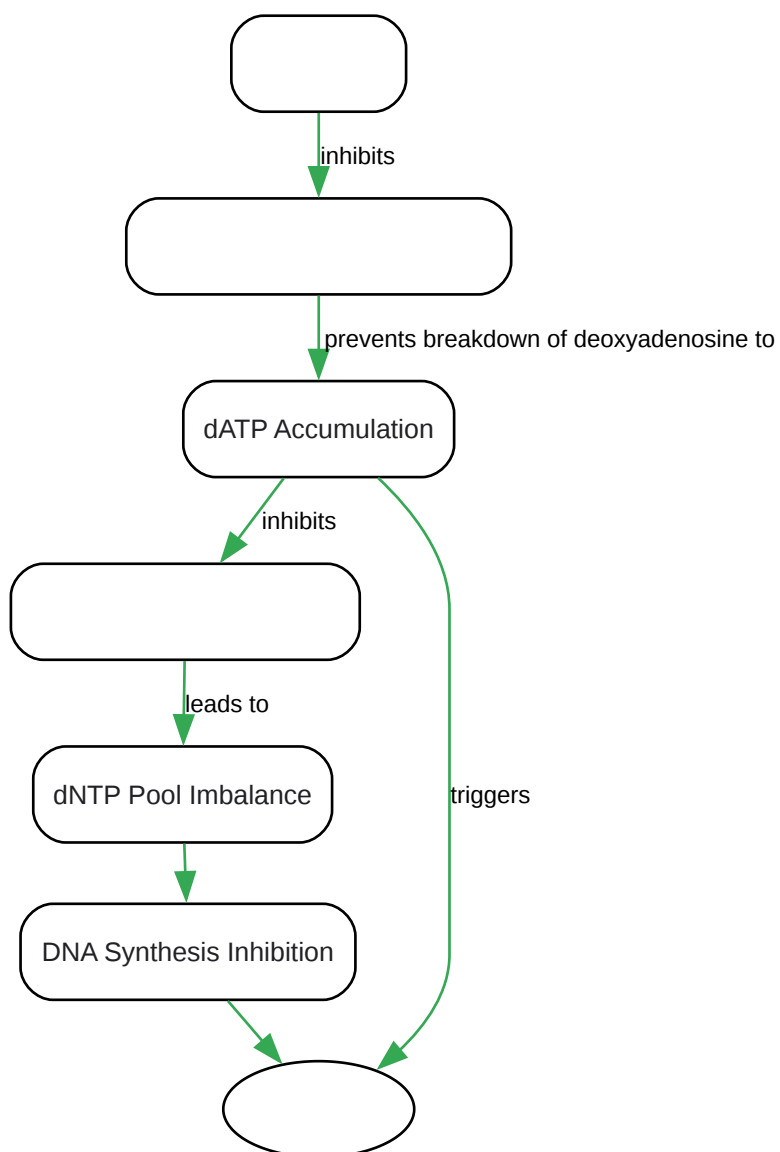 inhibits
prevents breakdown of deoxyadenosine to
dATP Accumulation
inhibits
leads to
dNTP Pool Imbalance
triggers
DNA Synthesis Inhibition